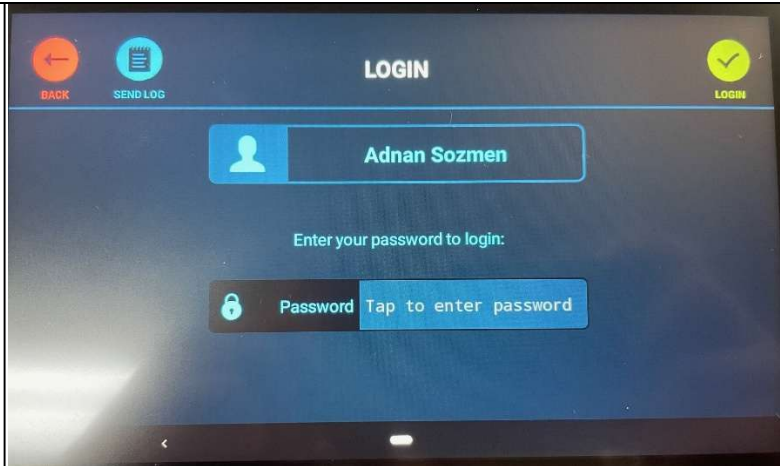 LOGIN
BACK
SEND LOG
LOGIN
Adnan Sozmen
Enter your password to login:
Password Tap to enter password